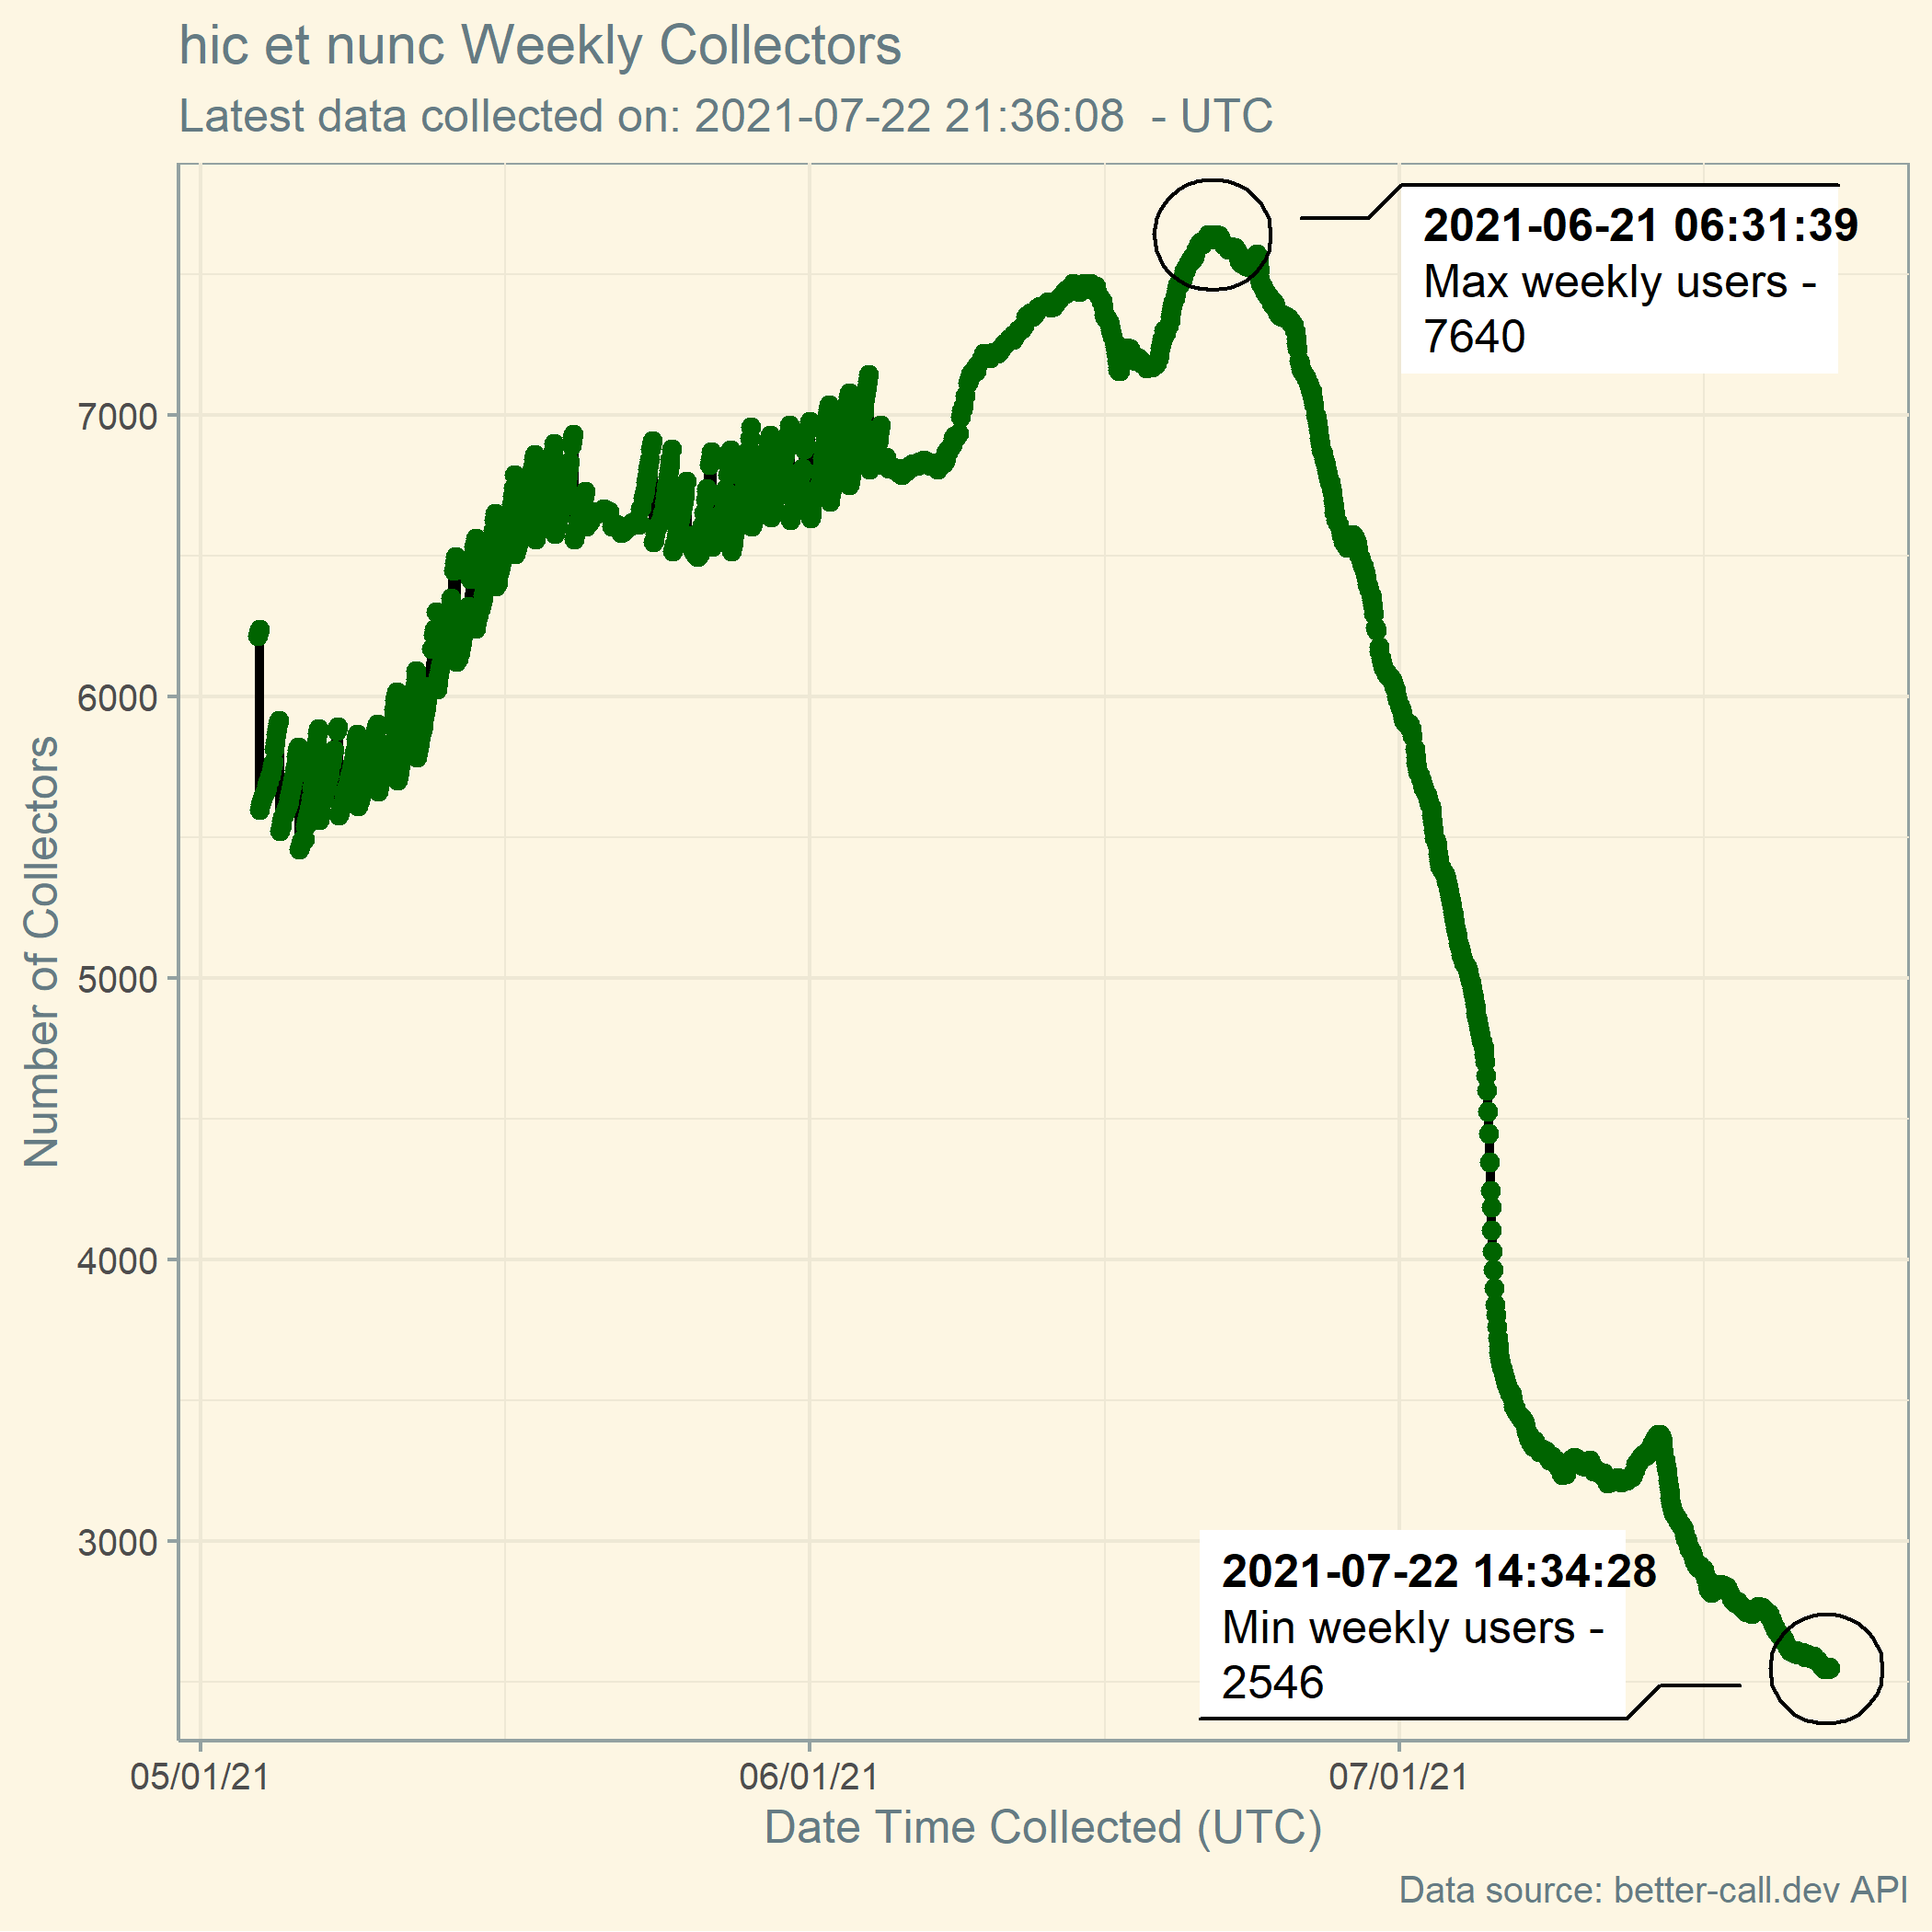 hic et nunc Weekly Collectors
Latest data collected on: 2021-07-22 21:36:08  - UTC
2021-06-21 06:31:39
Max weekly users -
7640
7000
6000
5000
4000
3000
Number of Collectors
2021-07-22 14:34:28
Min weekly users -
2546
05/01/21
06/01/21
07/01/21
Date Time Collected (UTC)
Data source: better-call.dev API